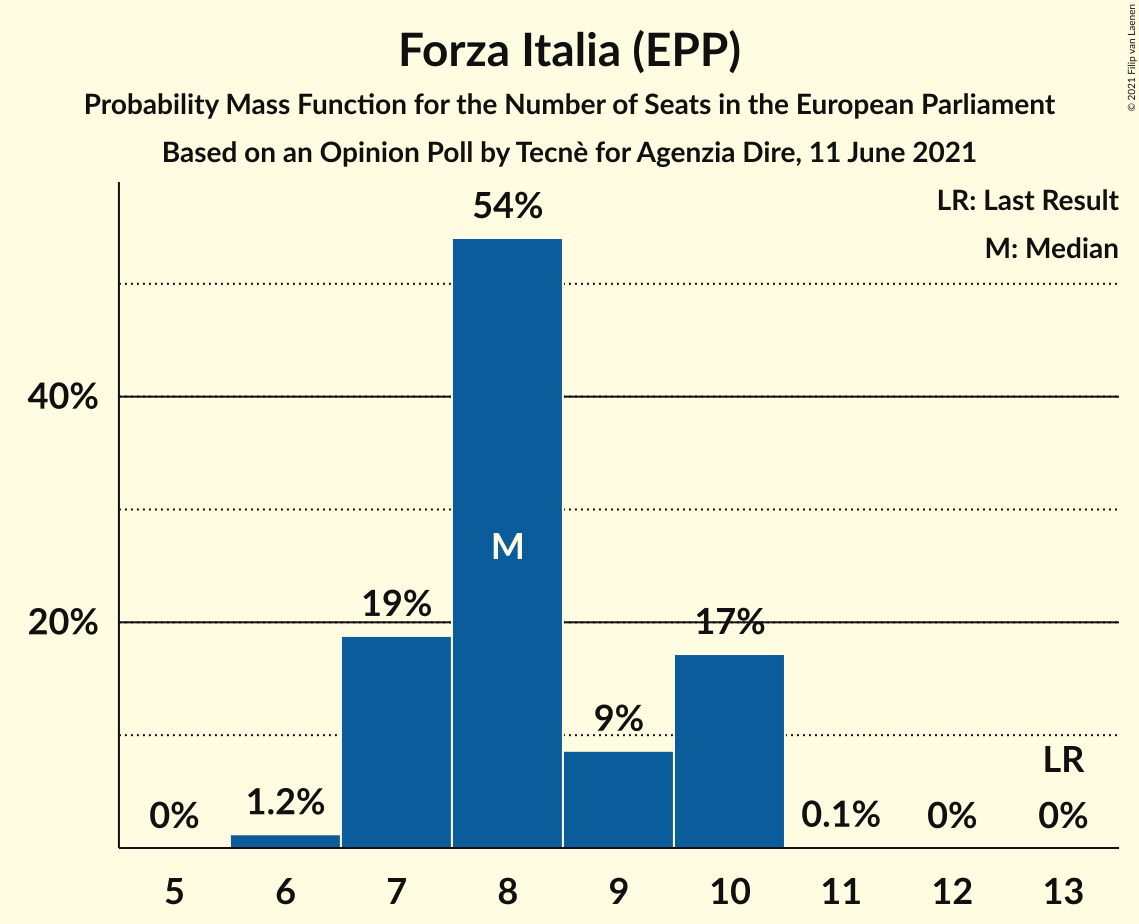 Forza Italia (EPP)
Probability Mass Function for the Number of Seats in the European Parliament
Based on an Opinion Poll by Tecnè for Agenzia Dire, 11 June 2021
© 2021 Filip van Laenen
LR: Last Result
M: Median
54%
40%
M
19%
20%
17%
9%
LR
0%
1.2%
0.1%
0%
0%
5 6 7 8 9 10 11 12 13